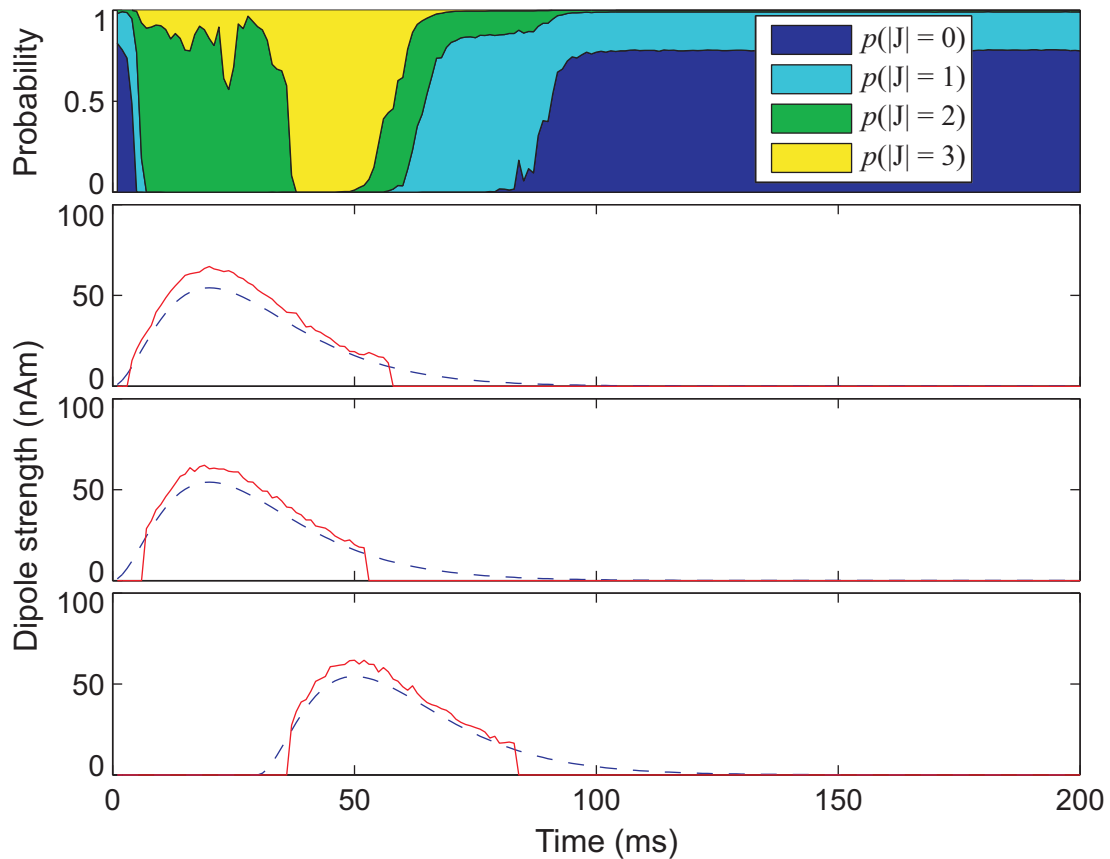 Probability
1
0.5
0
p(|J| = 0)
p(|J| = 1)
p(|J| = 2)
p(|J| = 3)
Dipole strength (nAm)
100
50
0
100
50
0
100
50
0
0
50
100
150
200
Time (ms)